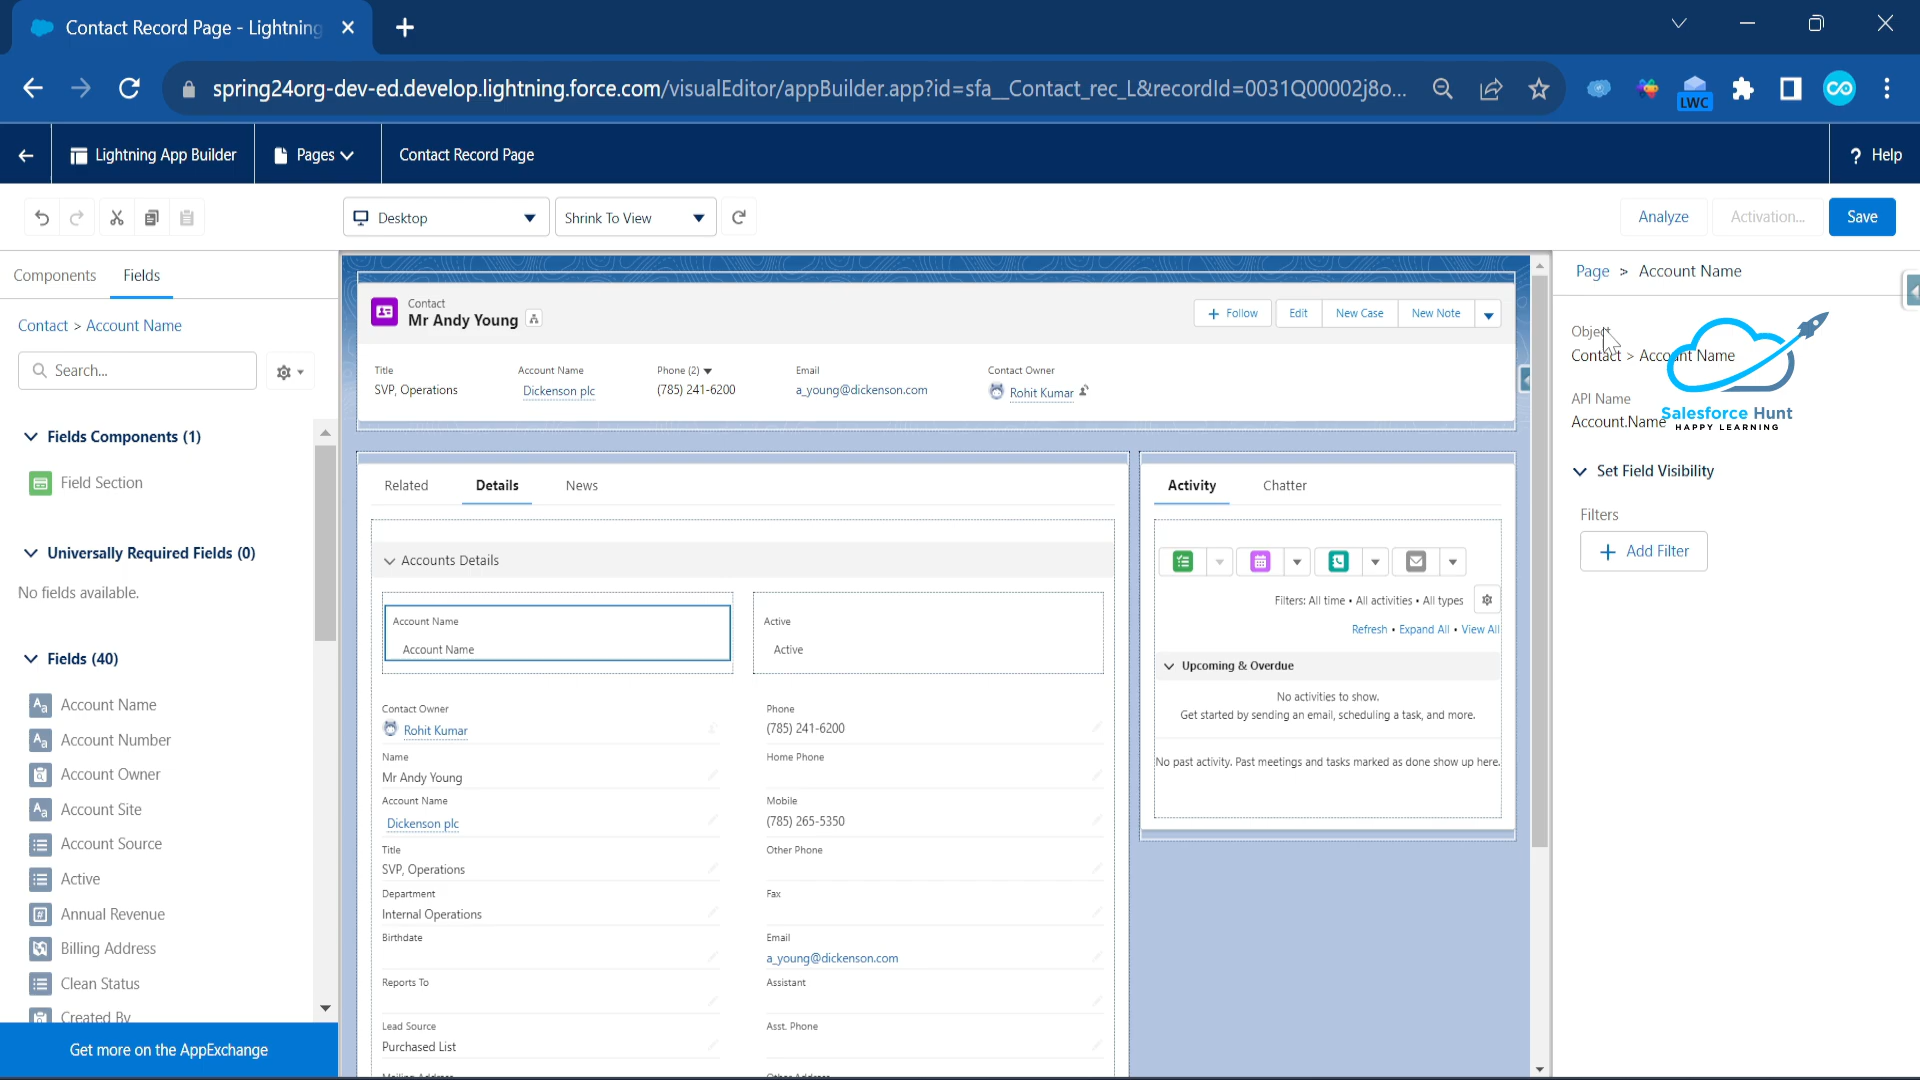 Contact Record Page - Lightning
spring24org-dev-ed.develop.lightning.force.com/visualEditor/appBuilder.app?id=sfa__Contact_rec_L&recordId=0031Q00002j8o...
LWC
Lightning App Builder
Pages
Contact Record Page
? Help
Desktop
Shrink To View
Analyze
Activation...
Save
Components
Fields
Contact > Account Name
Search...
Fields Components (1)
Field Section
Universally Required Fields (0)
No fields available.
Fields (40)
Account Name
Account Number
Account Owner
Account Site
Account Source
Active
Annual Revenue
Billing Address
Clean Status
Created By
Get more on the AppExchange
Contact
Mr Andy Young
+ Follow
Edit
New Case
New Note
Title
SVP, Operations
Account Name
Dickenson plc
Phone (2)
(785) 241-6200
Email
a_young@dickenson.com
Contact Owner
Rohit Kumar
Related
Details
News
Accounts Details
Account Name
Account Name
Active
Active
Contact Owner
Rohit Kumar
Phone
(785) 241-6200
Name
Mr Andy Young
Home Phone
Account Name
Dickenson plc
Mobile
(785) 265-5350
Title
SVP, Operations
Other Phone
Department
Internal Operations
Fax
Birthdate
Email
a_young@dickenson.com
Reports To
Assistant
Lead Source
Purchased List
Asst. Phone
Mailing Address
Other Address
Activity
Chatter
Filters: All time • All activities • All types
Refresh • Expand All • View All
Upcoming & Overdue
No activities to show.
Get started by sending an email, scheduling a task, and more.
No past activity. Past meetings and tasks marked as done show up here.
Page > Account Name
Object
Contact > Account Name
API Name
Account.Name
Salesforce Hunt
HAPPY LEARNING
Set Field Visibility
Filters
+ Add Filter